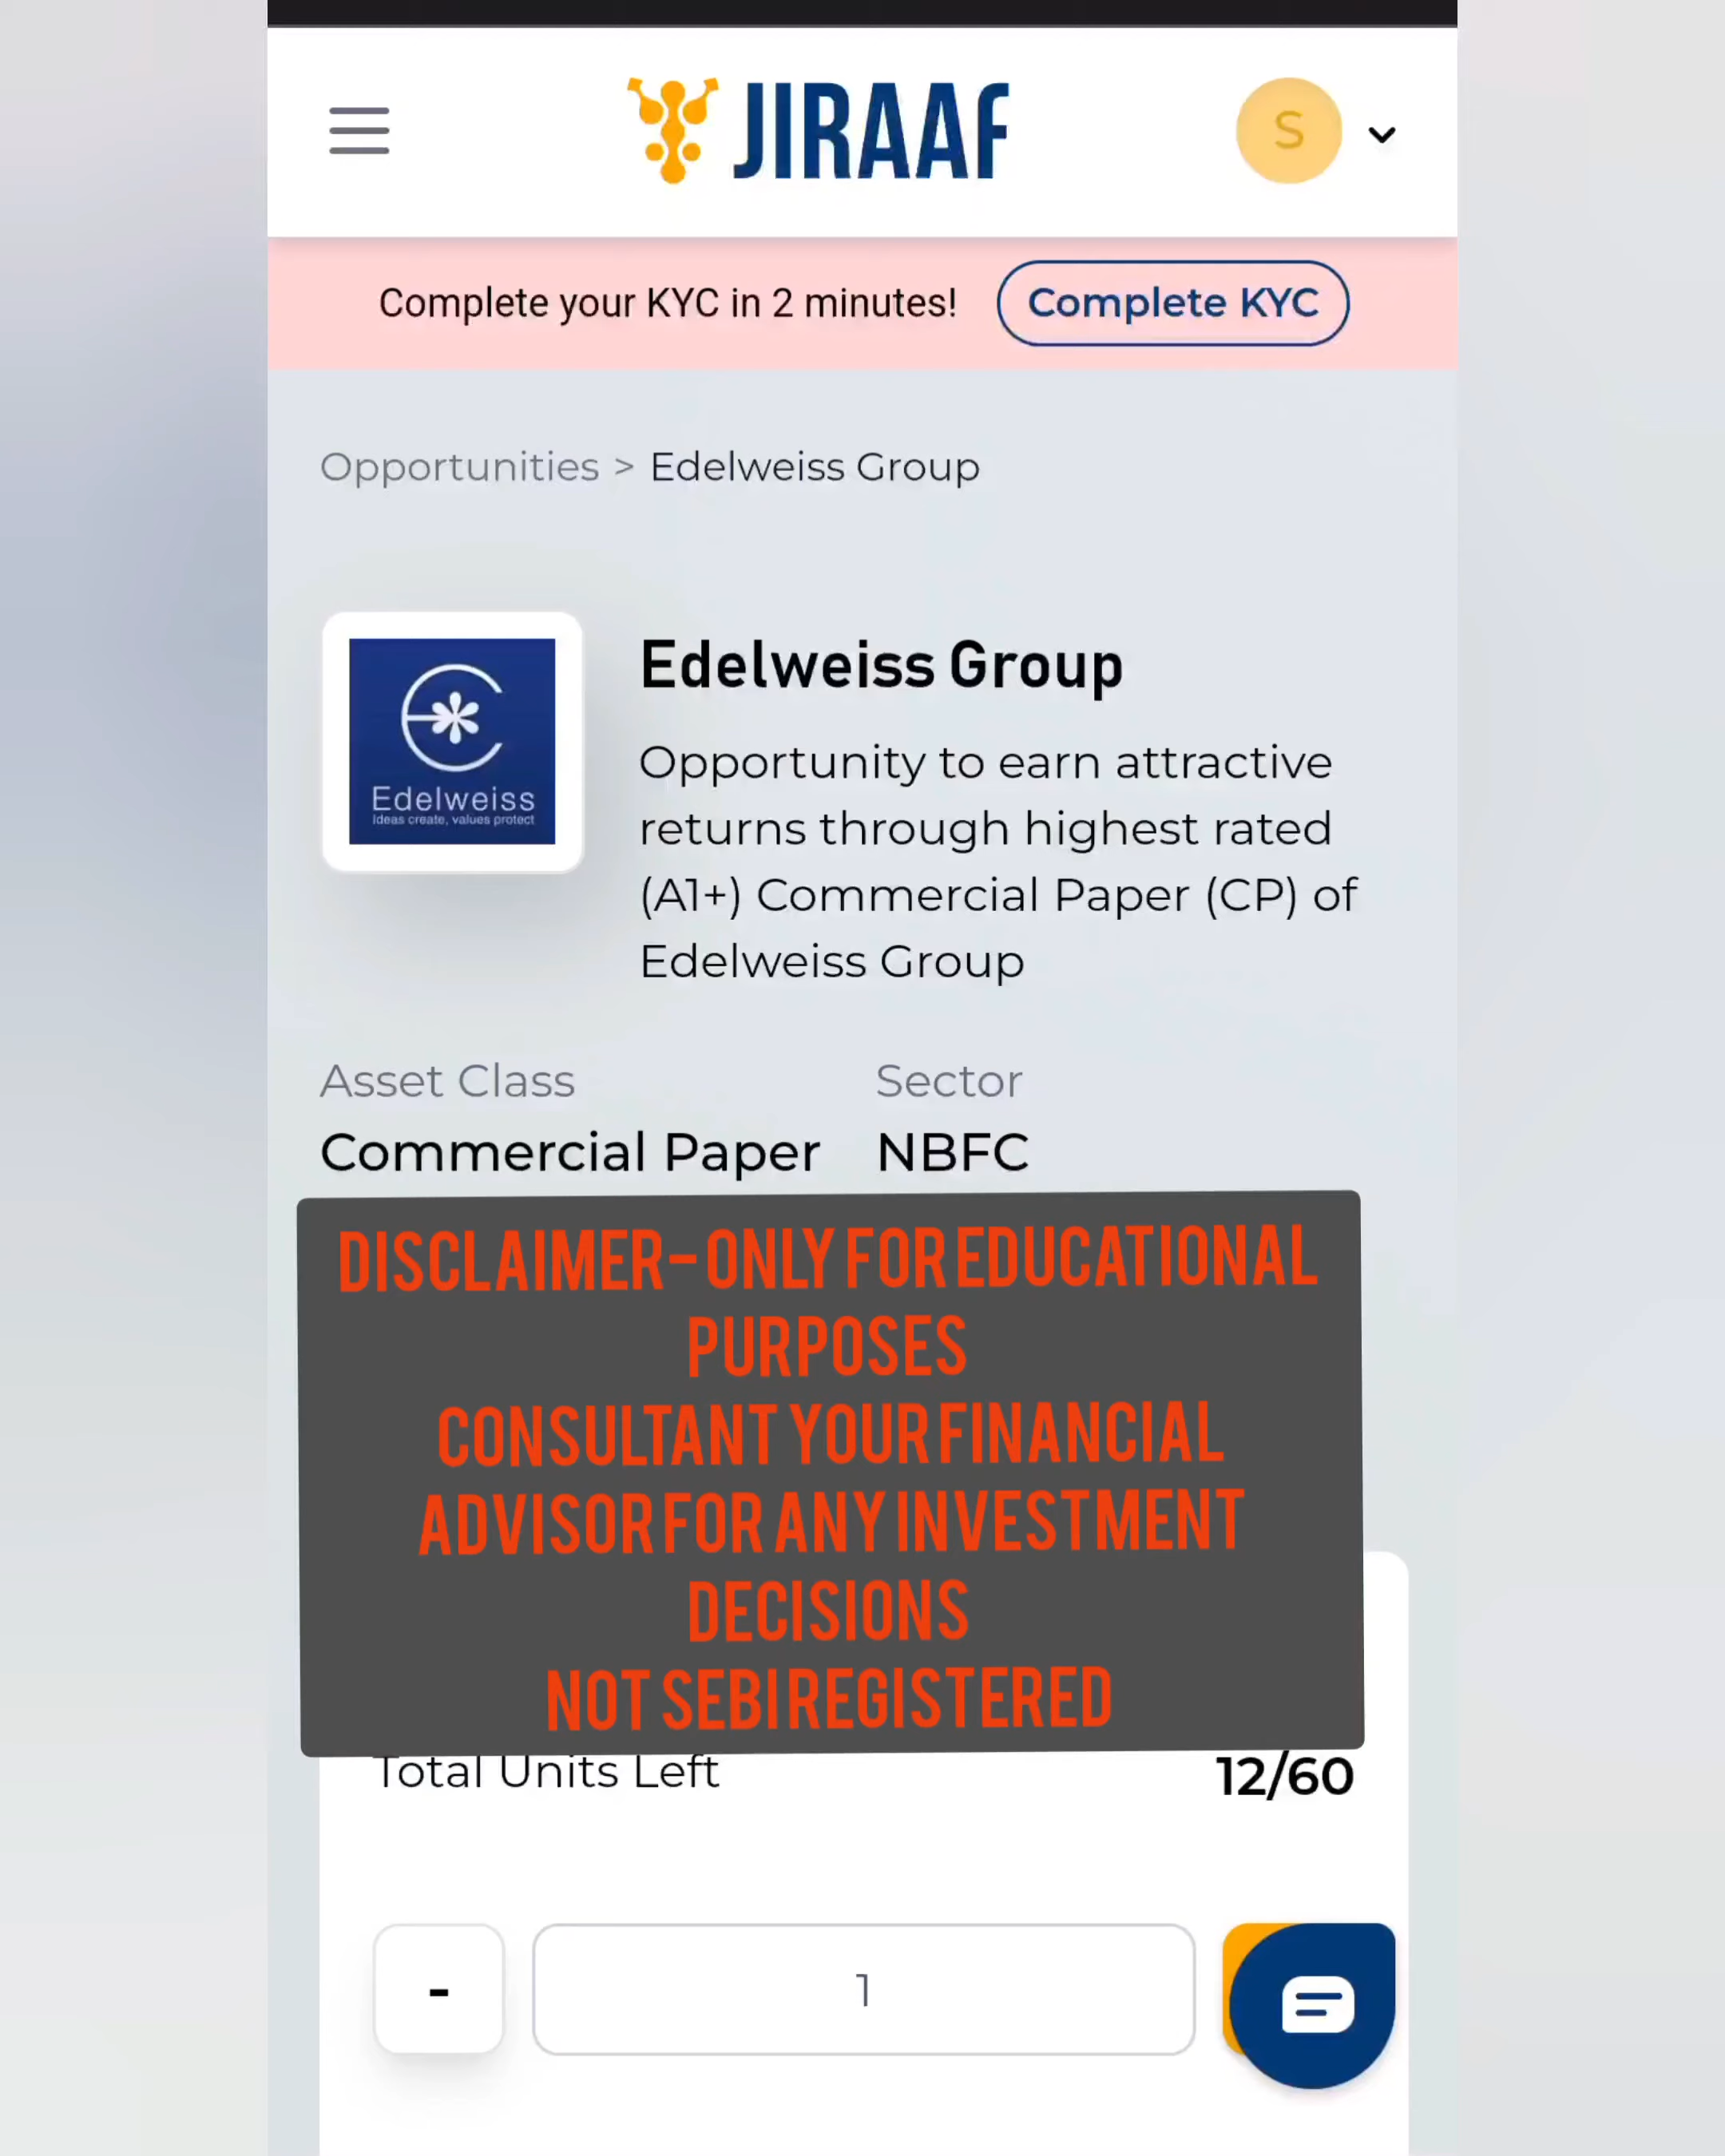 JIRAAF
S
Complete your KYC in 2 minutes!
Complete KYC
Opportunities > Edelweiss Group
Edelweiss
Ideas create, values protect
Edelweiss Group
Opportunity to earn attractive
returns through highest rated
(A1+) Commercial Paper (CP) of
Edelweiss Group
Asset Class
Sector
Commercial Paper
NBFC
DISCLAIMER- ONLY FOR EDUCATIONAL
PURPOSES
CONSULTANT YOUR FINANCIAL
ADVISOR FOR ANY INVESTMENT
DECISIONS
NOT SEBI REGISTERED
Total Units Left
12/60
-
1